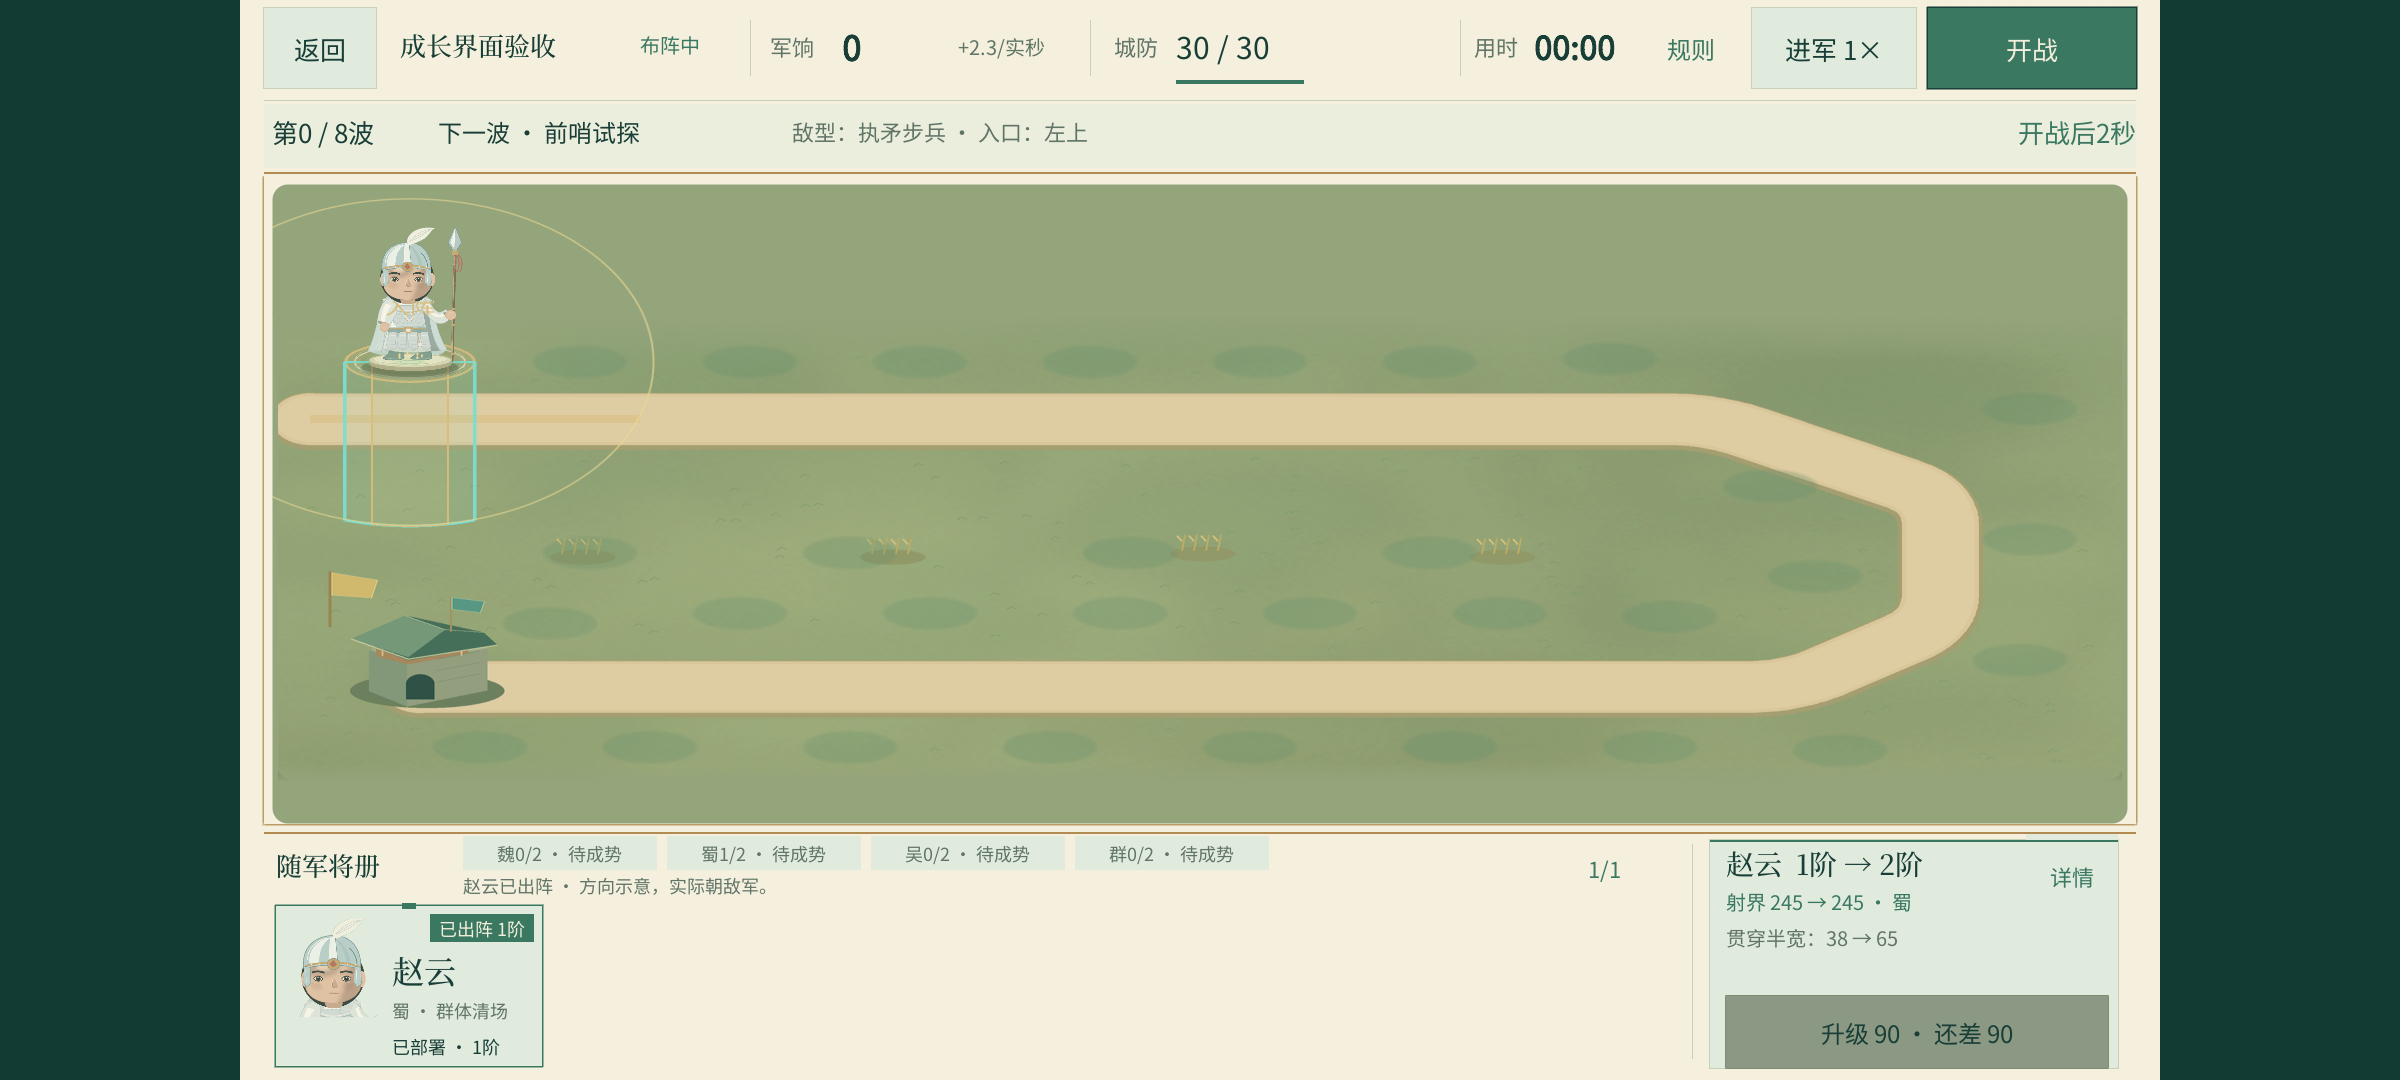 返回
成长界面验收
布阵中
军饷 0
+2.3/实秒
城防 30 / 30
用时 00:00
规则
进军 1×
开战
第0 / 8波
下一波 · 前哨试探
敌型：执矛步兵 · 入口：左上
开战后2秒
随军将册
魏0/2 · 待成势
蜀1/2 · 待成势
吴0/2 · 待成势
群0/2 · 待成势
赵云已出阵 · 方向示意，实际朝敌军。
1/1
已出阵 1阶
赵云
蜀 · 群体清场
已部署 · 1阶
赵云 1阶 → 2阶
详情
射界 245 → 245 · 蜀
贯穿半宽：38 → 65
升级 90 · 还差 90